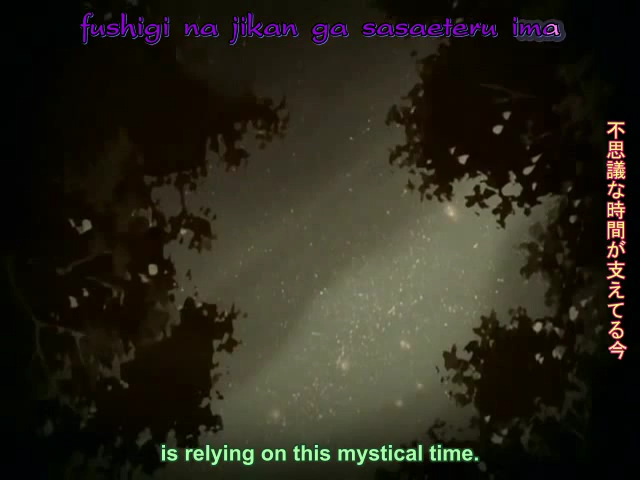 fushigi na jikan ga sasaeteru ima
不思議な時間が支えてる今
is relying on this mystical time.